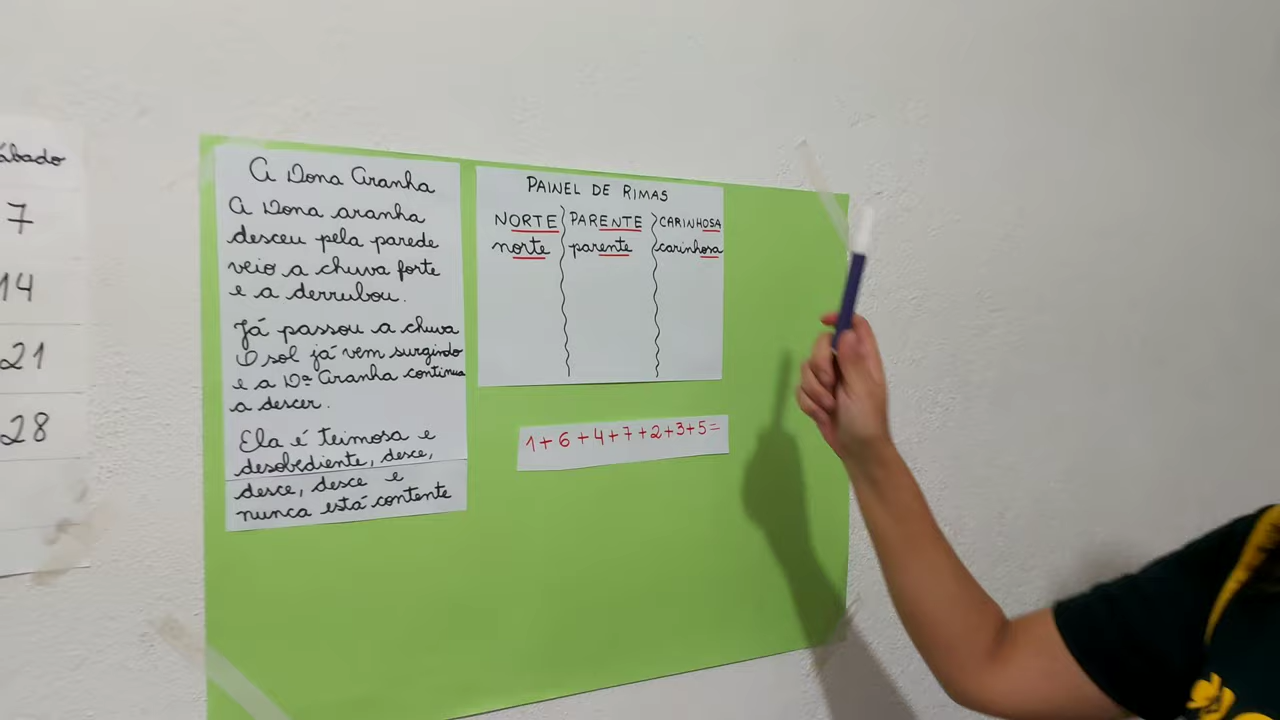 ábado
7
14
21
28
A Dona Aranha
A Dona aranha
desceu pela parede
veio a chuva forte
e a derrubou.
Já passou a chuva
O sol já vem surgindo
e a Dª Aranha continua
a descer.
Ela é teimosa e
desobediente, desce,
desce, desce e
nunca está contente
PAINEL DE RIMAS
NORTE PARENTE CARINHOSA
norte parente carinhosa
1+6+4+7+2+3+5=